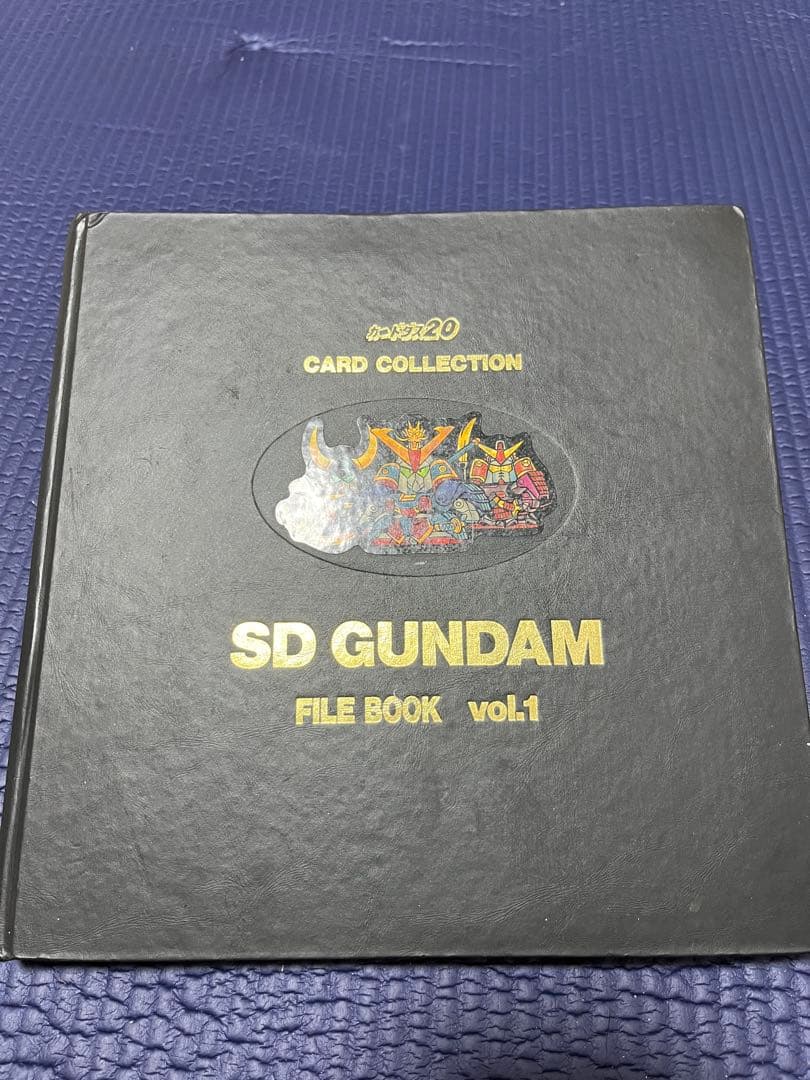 カードダス20
CARD COLLECTION
SD GUNDAM
FILE BOOK vol.1